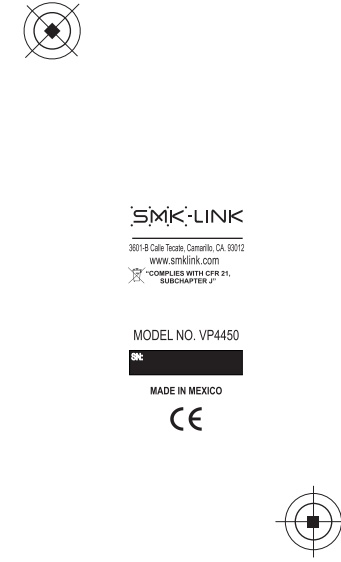 SMK-LINK
3601-B Calle Tecate, Camarillo, CA. 93012
www.smklink.com
"COMPLIES WITH CFR 21,
SUBCHAPTER J"
MODEL NO. VP4450
SN:
MADE IN MEXICO
CE